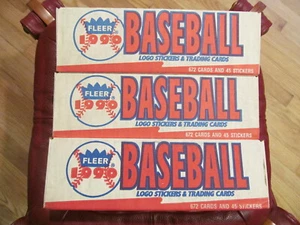 FLEER
1990
BASEBALL
LOGO STICKERS & TRADING CARDS
672 CARDS AND 45 STICKERS
FLEER
1990
BASEBALL
LOGO STICKERS & TRADING CARDS
672 CARDS AND 45 STICKERS
FLEER
1990
BASEBALL
LOGO STICKERS & TRADING CARDS
672 CARDS AND 45 STICKERS